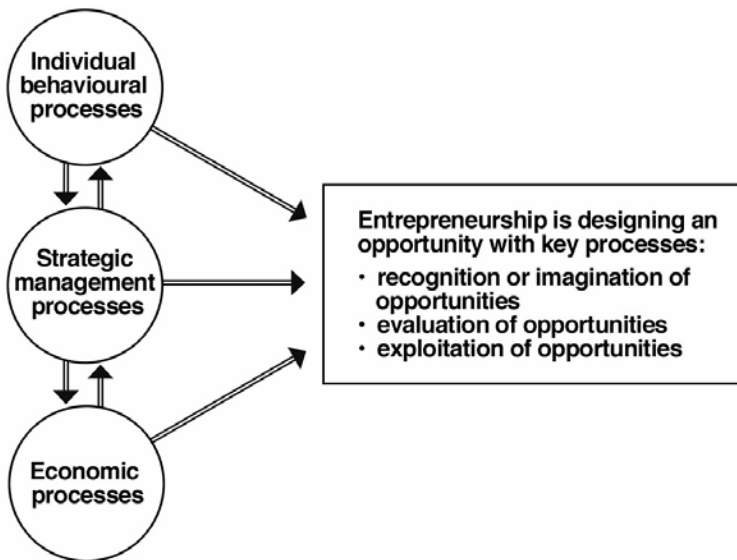 Individual
behavioural
processes
Strategic
management
processes
Economic
processes
Entrepreneurship is designing an
opportunity with key processes:
· recognition or imagination of
opportunities
· evaluation of opportunities
· exploitation of opportunities